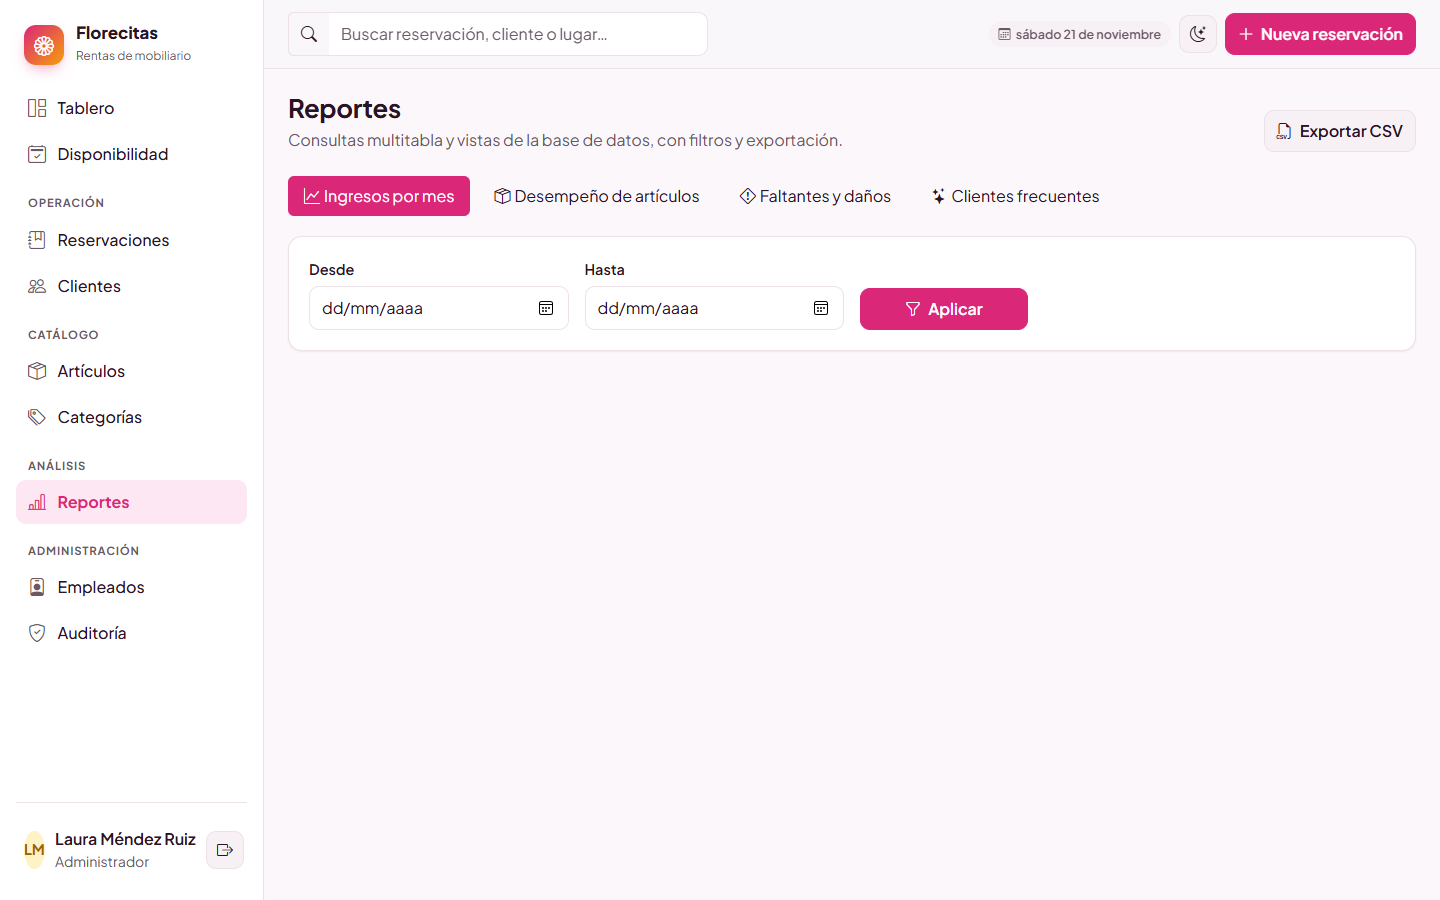 Florecitas
Rentas de mobiliario
Tablero
Disponibilidad
OPERACIÓN
Reservaciones
Clientes
CATÁLOGO
Artículos
Categorías
ANÁLISIS
Reportes
ADMINISTRACIÓN
Empleados
Auditoría
LM
Laura Méndez Ruiz
Administrador
Buscar reservación, cliente o lugar...
sábado 21 de noviembre
Nueva reservación
Reportes
Consultas multitabla y vistas de la base de datos, con filtros y exportación.
CSV
Exportar CSV
Ingresos por mes
Desempeño de artículos
Faltantes y daños
Clientes frecuentes
Desde
Hasta
dd/mm/aaaa
dd/mm/aaaa
Aplicar